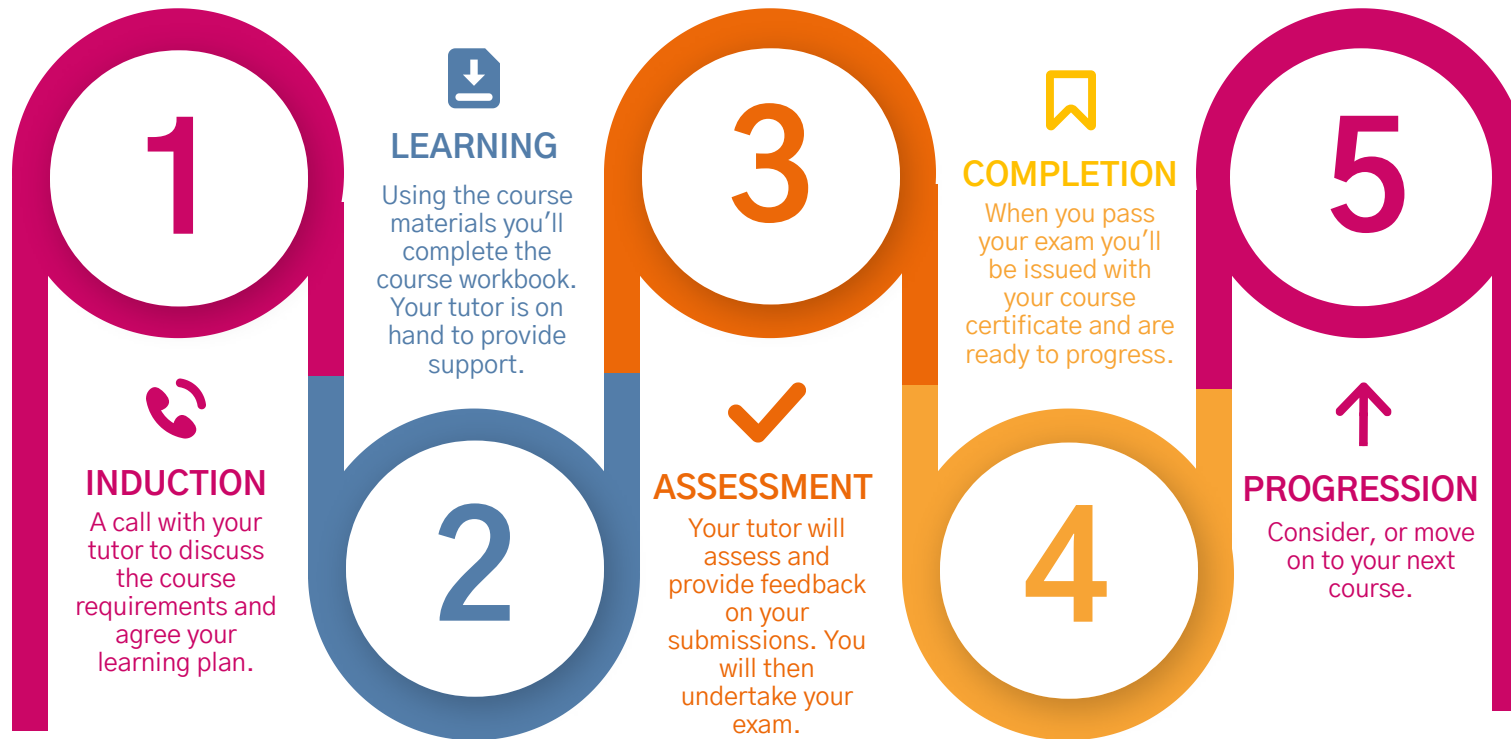 1
INDUCTION
A call with your
tutor to discuss
the course
requirements and
agree your
learning plan.
LEARNING
Using the course
materials you’ll
complete the
course workbook.
Your tutor is on
hand to provide
support.
2
3
ASSESSMENT
Your tutor will
assess and
provide feedback
on your
submissions. You
will then
undertake your
exam.
COMPLETION
When you pass
your exam you’ll
be issued with
your course
certificate and are
ready to progress.
4
5
PROGRESSION
Consider, or move
on to your next
course.